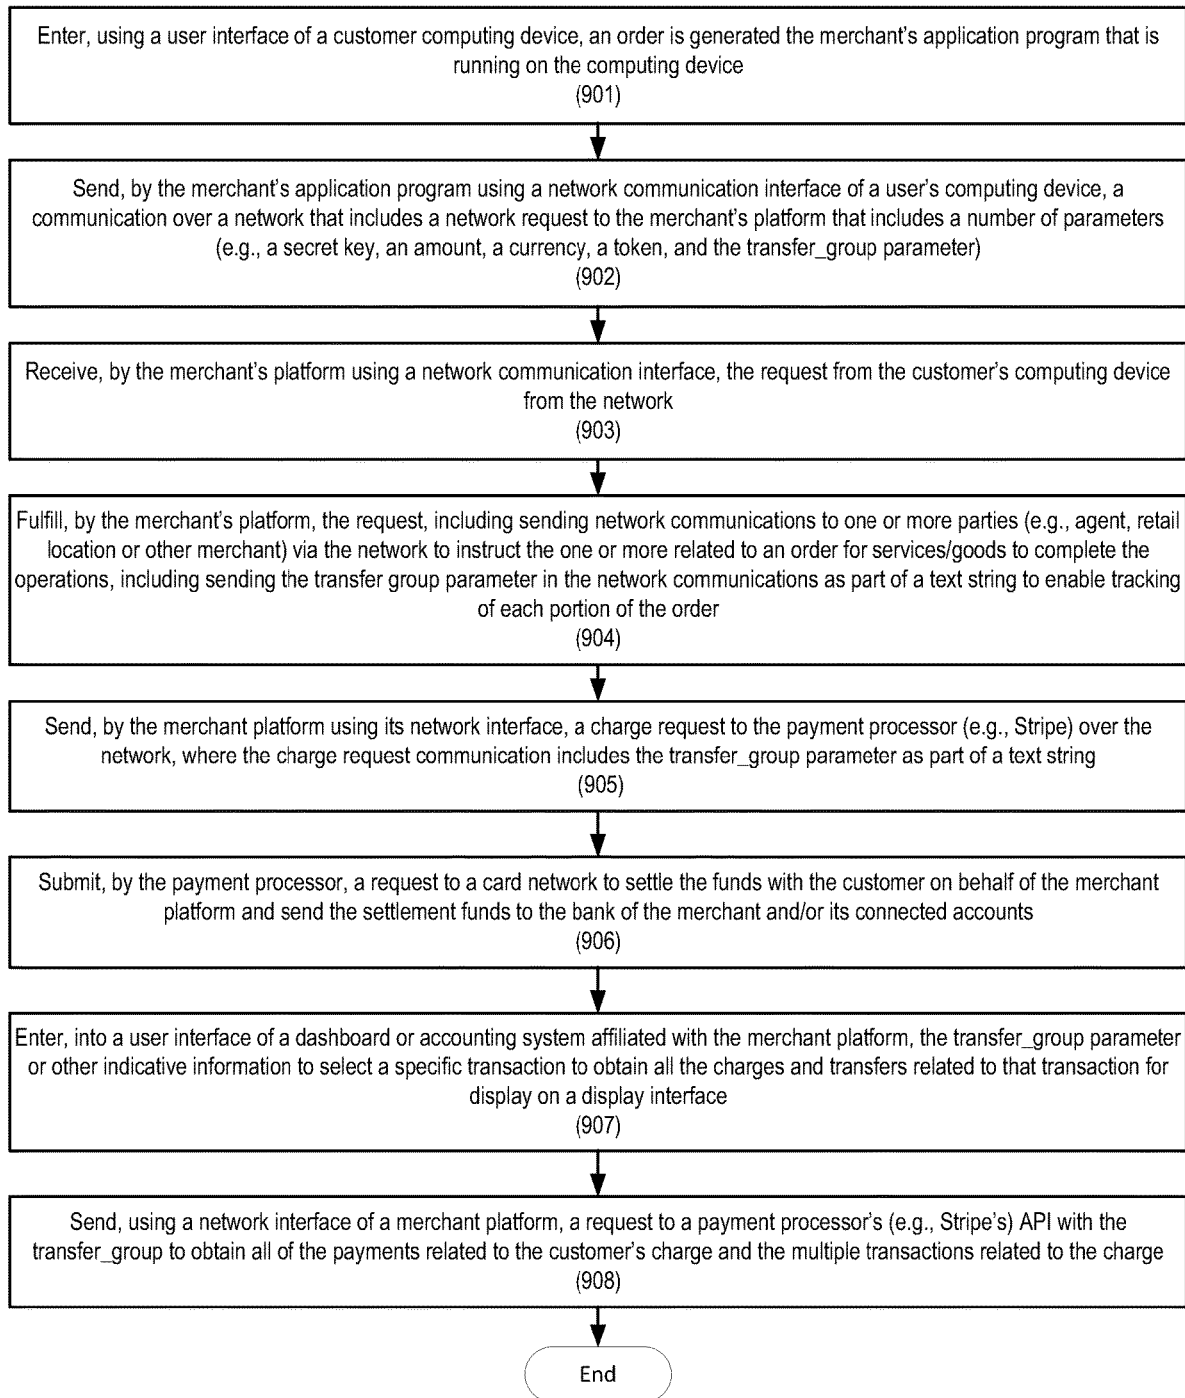 Enter, using a user interface of a customer computing device, an order is generated the merchant's application program that is
running on the computing device
(901)
Send, by the merchant's application program using a network communication interface of a user's computing device, a
communication over a network that includes a network request to the merchant's platform that includes a number of parameters
(e.g., a secret key, an amount, a currency, a token, and the transfer_group parameter)
(902)
Receive, by the merchant's platform using a network communication interface, the request from the customer's computing device
from the network
(903)
Fulfill, by the merchant's platform, the request, including sending network communications to one or more parties (e.g., agent, retail
location or other merchant) via the network to instruct the one or more related to an order for services/goods to complete the
operations, including sending the transfer group parameter in the network communications as part of a text string to enable tracking
of each portion of the order
(904)
Send, by the merchant platform using its network interface, a charge request to the payment processor (e.g., Stripe) over the
network, where the charge request communication includes the transfer_group parameter as part of a text string
(905)
Submit, by the payment processor, a request to a card network to settle the funds with the customer on behalf of the merchant
platform and send the settlement funds to the bank of the merchant and/or its connected accounts
(906)
Enter, into a user interface of a dashboard or accounting system affiliated with the merchant platform, the transfer_group parameter
or other indicative information to select a specific transaction to obtain all the charges and transfers related to that transaction for
display on a display interface
(907)
Send, using a network interface of a merchant platform, a request to a payment processor's (e.g., Stripe's) API with the
transfer_group to obtain all of the payments related to the customer's charge and the multiple transactions related to the charge
(908)
End